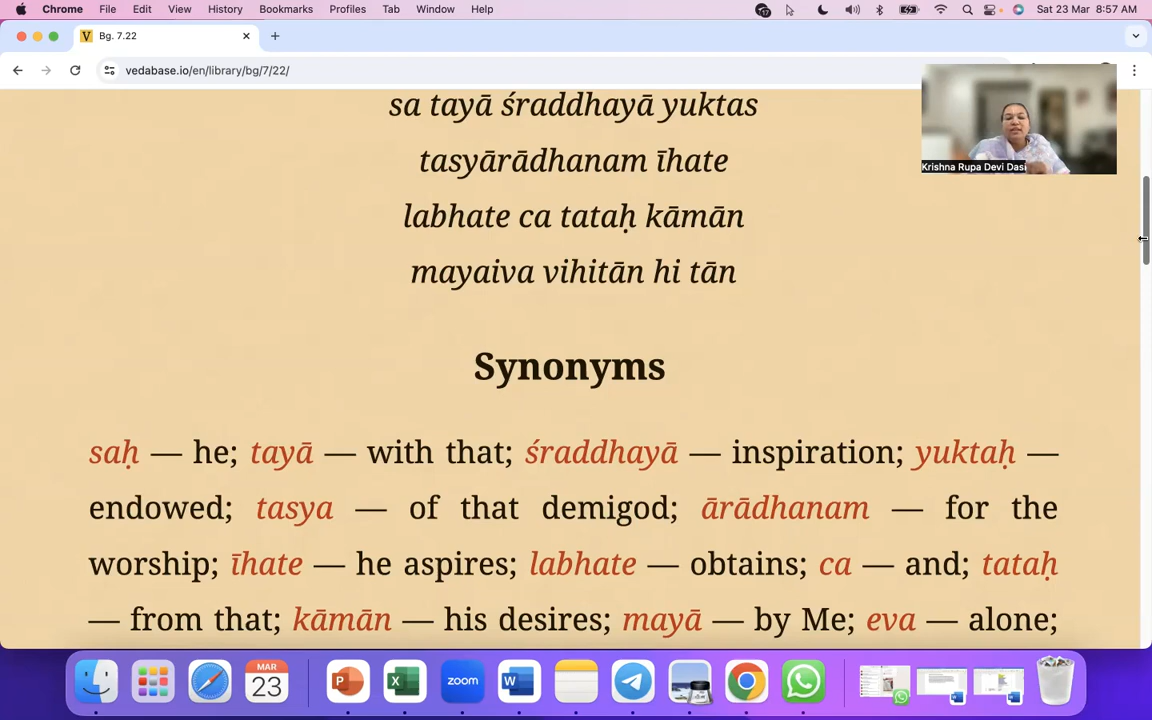 Chrome File Edit View History Bookmarks Profiles Tab Window Help 17 Sat 23 Mar 8:57 AM
V Bg. 7.22
vedabase.io/en/library/bg/7/22/
sa tayā śraddhayā yuktas
tasyārādhanam īhate
labhate ca tataḥ kāmān
mayaiva vihitān hi tān
Krishna Rupa Devi Dasi
Synonyms
saḥ — he; tayā — with that; śraddhayā — inspiration; yuktaḥ —
endowed; tasya — of that demigod; ārādhanam — for the
worship; īhate — he aspires; labhate — obtains; ca — and; tataḥ
— from that; kāmān — his desires; mayā — by Me; eva — alone;
MAR
23
P
X
zoom
W